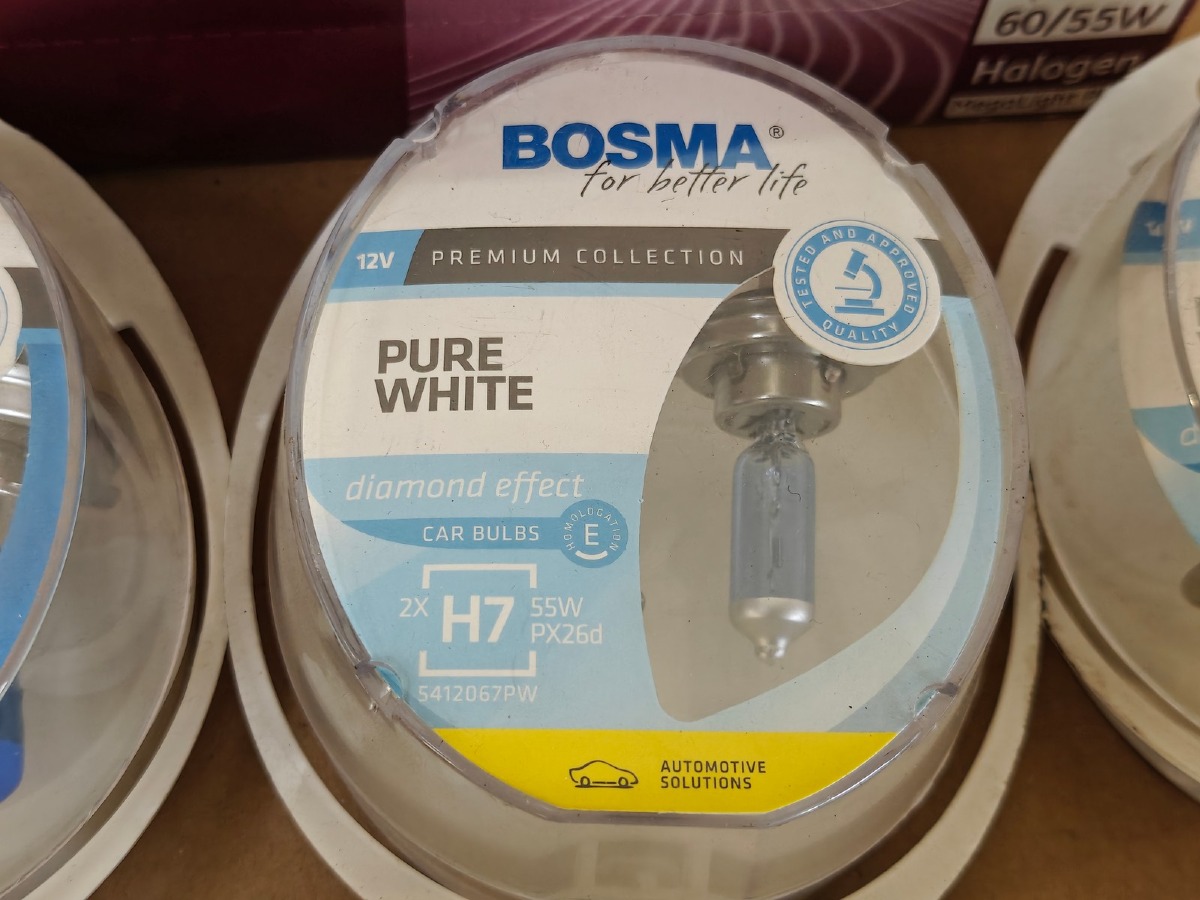 60/55W
Halogen
BOSMA®
for better life
12V
PREMIUM COLLECTION
TESTED AND APPROVED
QUALITY
PURE
WHITE
diamond effect
CAR BULBS
HOMOLOGATION
E
2X
H7
55W
PX26d
5412067PW
AUTOMOTIVE
SOLUTIONS